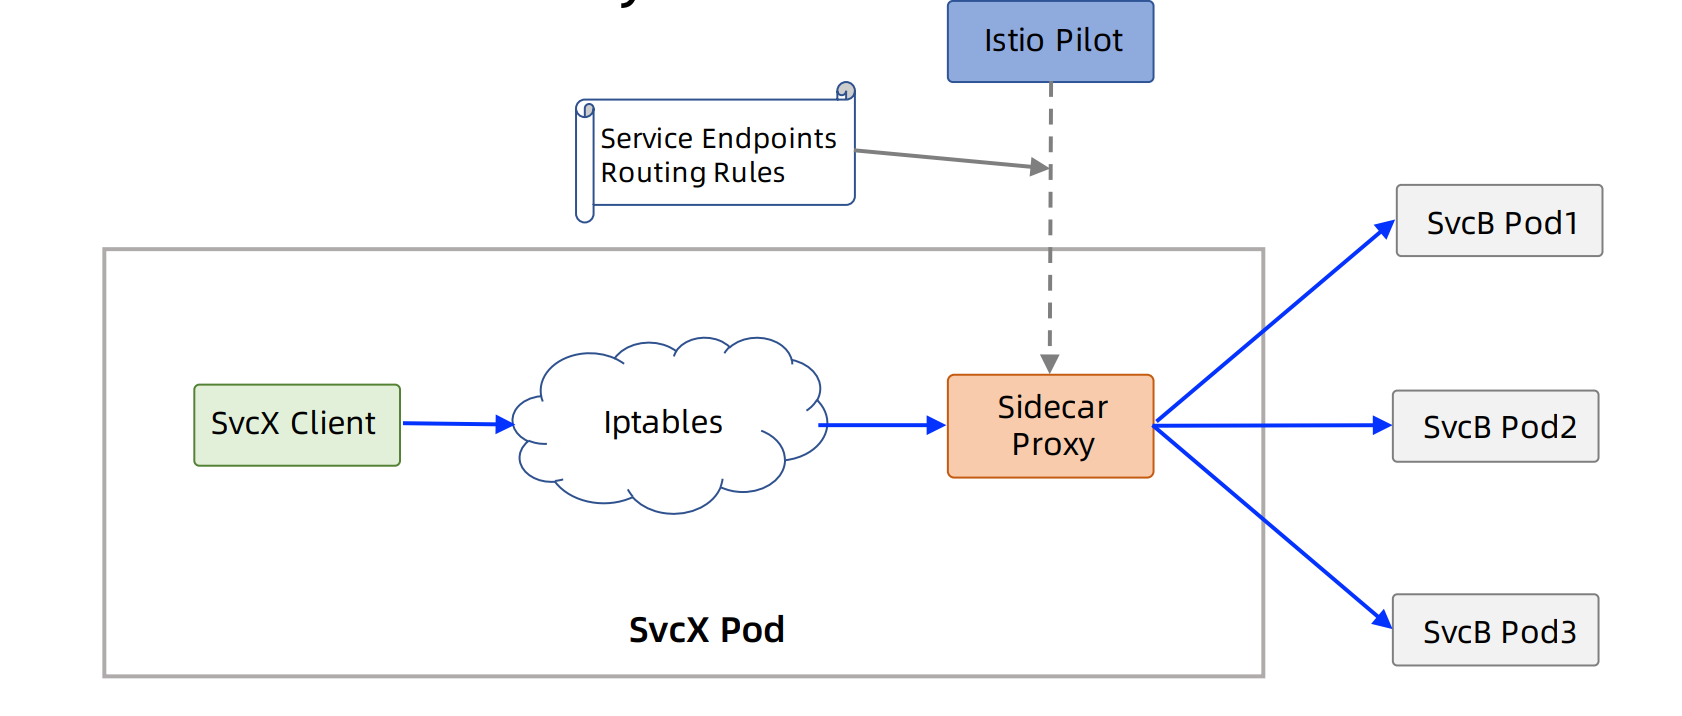 Istio Pilot
Service Endpoints
Routing Rules
SvcB Pod1
SvcX Client
Iptables
Sidecar
Proxy
SvcB Pod2
SvcX Pod
SvcB Pod3